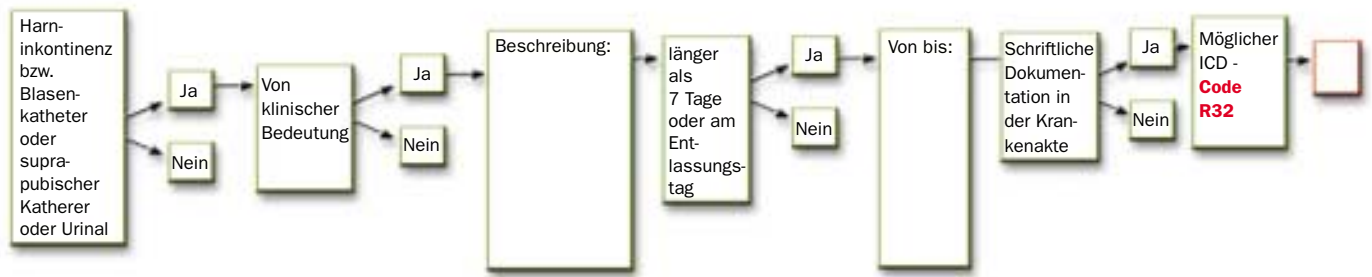 Harn-
inkontinenz
bzw.
Blasen-
katheter
oder
supra-
pubischer
Katherer
oder Urinal
Ja
Nein
Von
klinischer
Bedeutung
Ja
Nein
Beschreibung:
länger
als
7 Tage
oder am
Ent-
lassungs-
tag
Ja
Nein
Von bis:
Schriftliche
Dokumen-
tation in
der Kran-
kenakte
Ja
Nein
Möglicher
ICD -
Code
R32